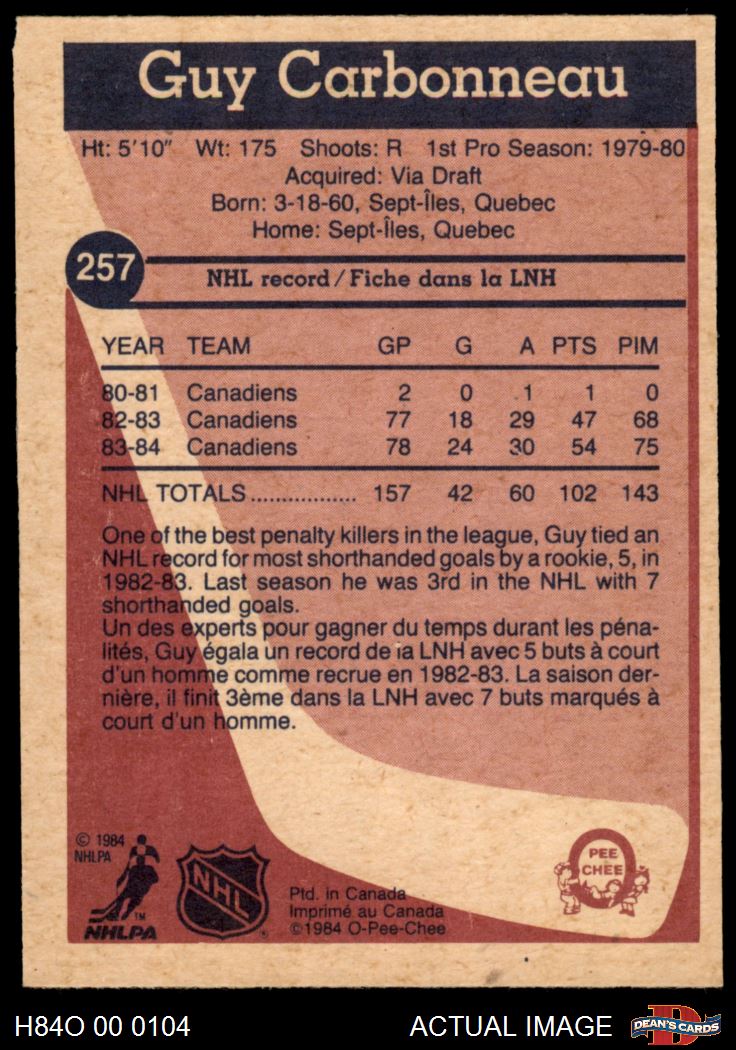 Guy Carbonneau
Ht: 5'10" Wt: 175 Shoots: R 1st Pro Season: 1979-80
Acquired: Via Draft
Born: 3-18-60, Sept-Îles, Quebec
Home: Sept-Îles, Quebec
257
NHL record/Fiche dans la LNH
YEAR TEAM GP G A PTS PIM
80-81 Canadiens 2 0 1 1 0
82-83 Canadiens 77 18 29 47 68
83-84 Canadiens 78 24 30 54 75
NHL TOTALS................ 157 42 60 102 143
One of the best penalty killers in the league, Guy tied an
NHL record for most shorthanded goals by a rookie, 5, in
1982-83. Last season he was 3rd in the NHL with 7
shorthanded goals.
Un des experts pour gagner du temps durant les péna-
lités, Guy égala un record de la LNH avec 5 buts à court
d'un homme comme recrue en 1982-83. La saison der-
nière, il finit 3ème dans la LNH avec 7 buts marqués à
court d'un homme.
© 1984
NHLPA
TM
NHLPA
NHL
®
Ptd. in Canada
Imprimé au Canada
©1984 O-Pee-Chee
PEE
CHEE
H84O 00 0104
ACTUAL IMAGE
DEAN'S CARDS